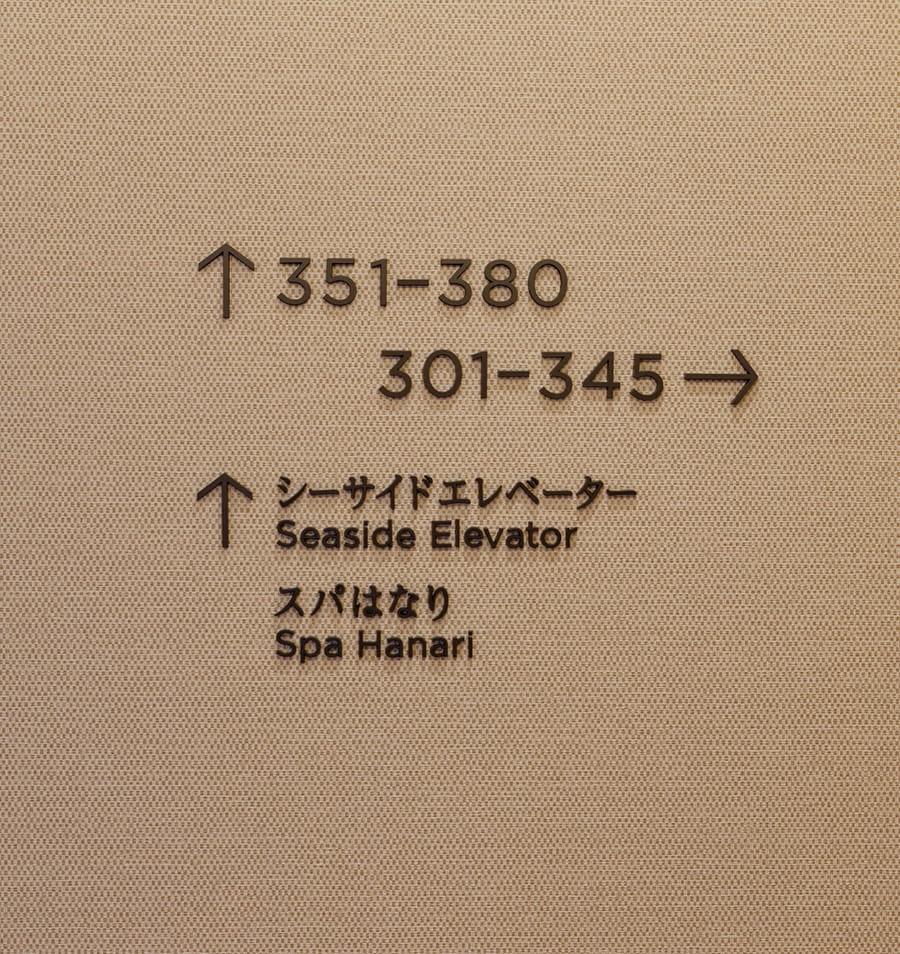 ↑ 351-380
301-345 →
↑ シーサイドエレベーター
Seaside Elevator
スパはなり
Spa Hanari